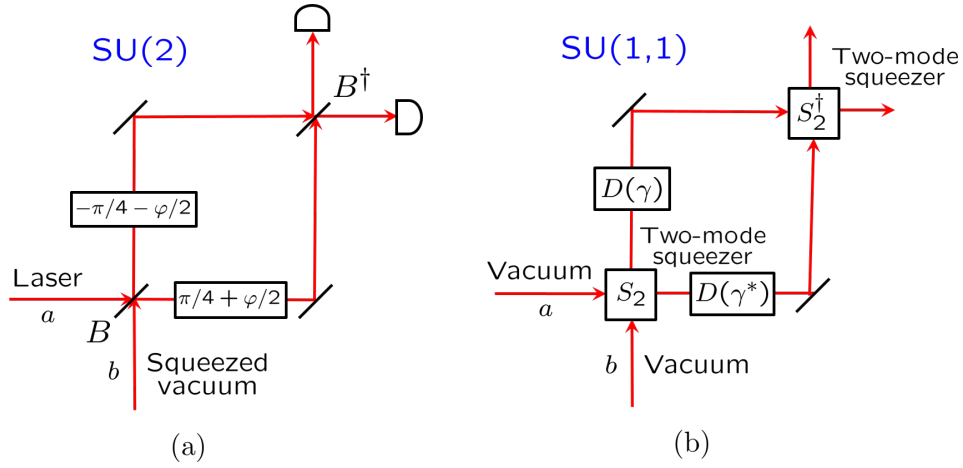 SU(2)
B†
−π/4 − φ/2
Laser
a
π/4 + φ/2
B
b
Squeezed
vacuum
(a)
SU(1,1)
Two-mode
squeezer
S₂†
D(γ)
Two-mode
squeezer
Vacuum
a
S₂
D(γ*)
b
Vacuum
(b)